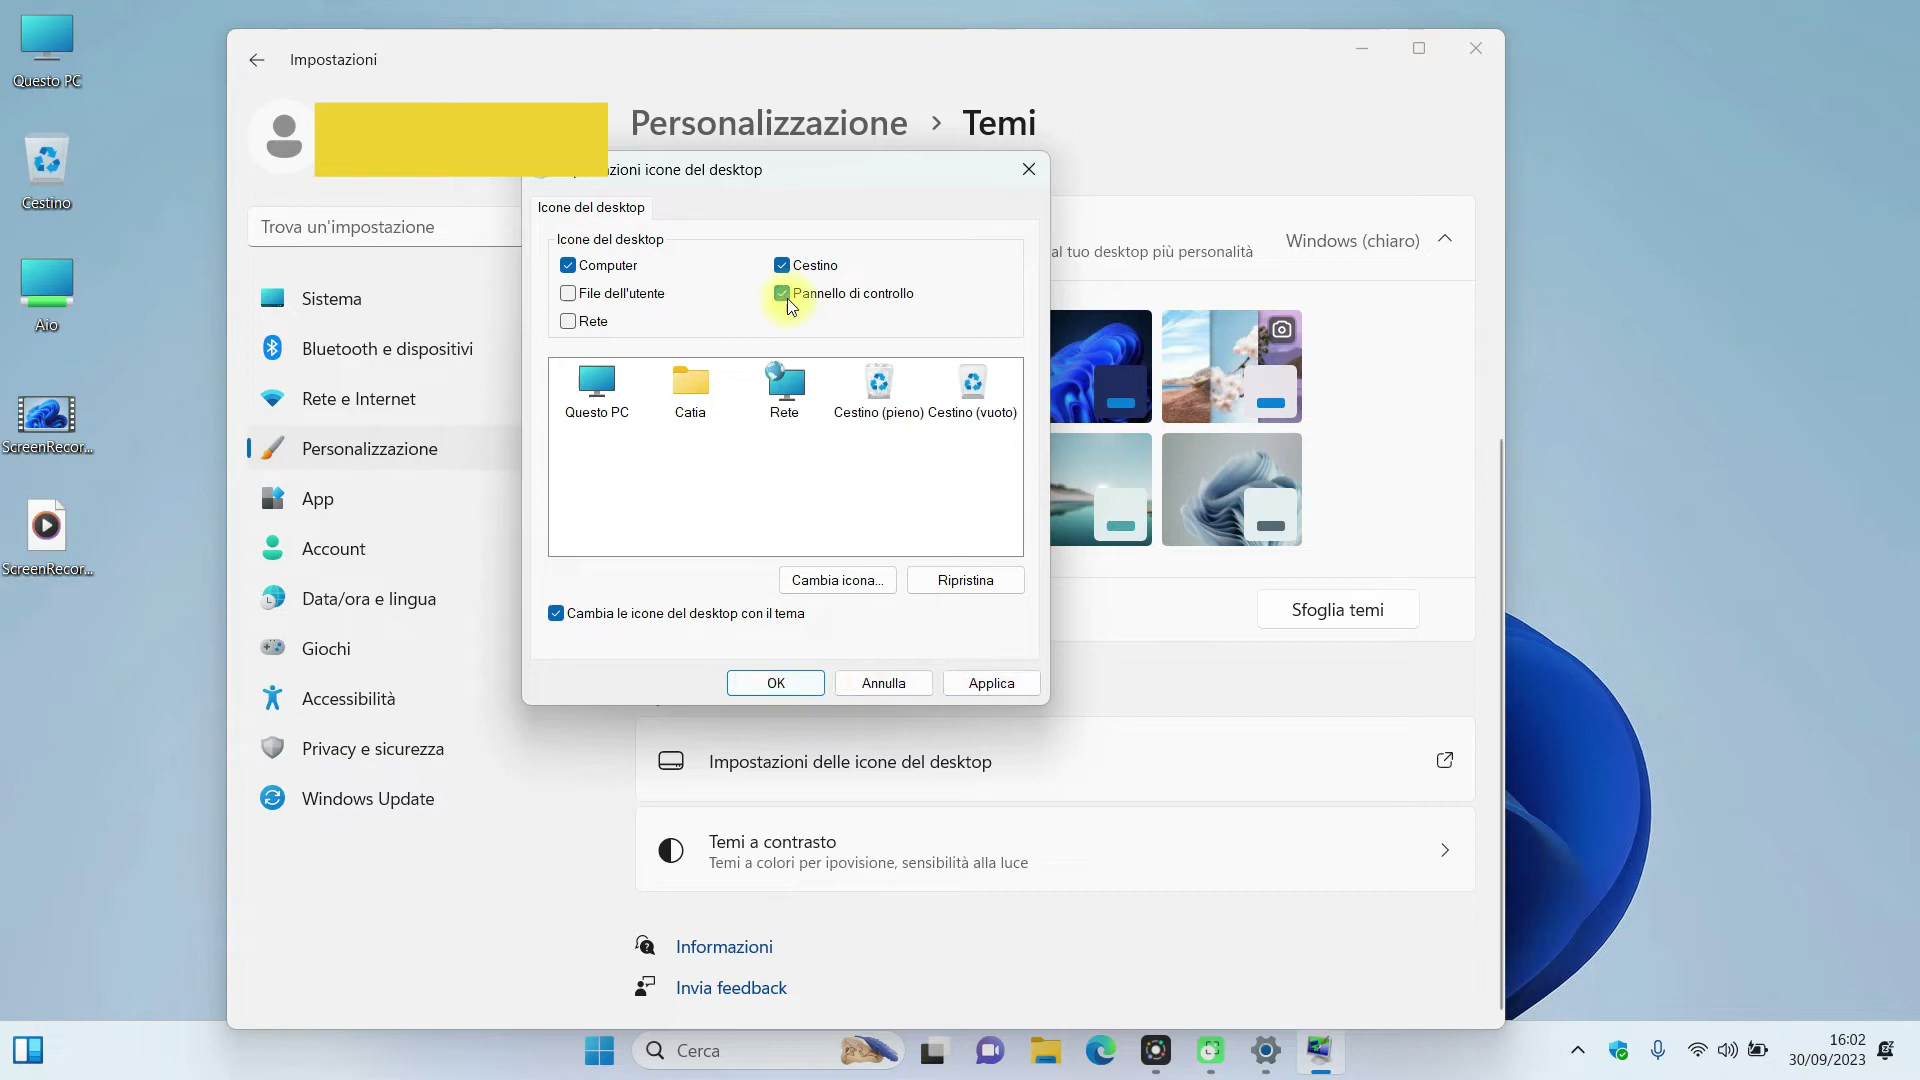 Questo PC
Cestino
Aio
ScreenRecor...
ScreenRecor...
Impostazioni
Trova un'impostazione
Sistema
Bluetooth e dispositivi
Rete e Internet
Personalizzazione
App
Account
Data/ora e lingua
Giochi
Accessibilità
Privacy e sicurezza
Windows Update
Personalizzazione > Temi
zioni icone del desktop
Icone del desktop
Icone del desktop
Computer
Cestino
File dell'utente
Pannello di controllo
Rete
Questo PC
Catia
Rete
Cestino (pieno)
Cestino (vuoto)
Cambia icona...
Ripristina
Cambia le icone del desktop con il tema
OK
Annulla
Applica
al tuo desktop più personalità
Windows (chiaro)
Sfoglia temi
Impostazioni delle icone del desktop
Temi a contrasto
Temi a colori per ipovisione, sensibilità alla luce
Informazioni
Invia feedback
Cerca
16:02
30/09/2023